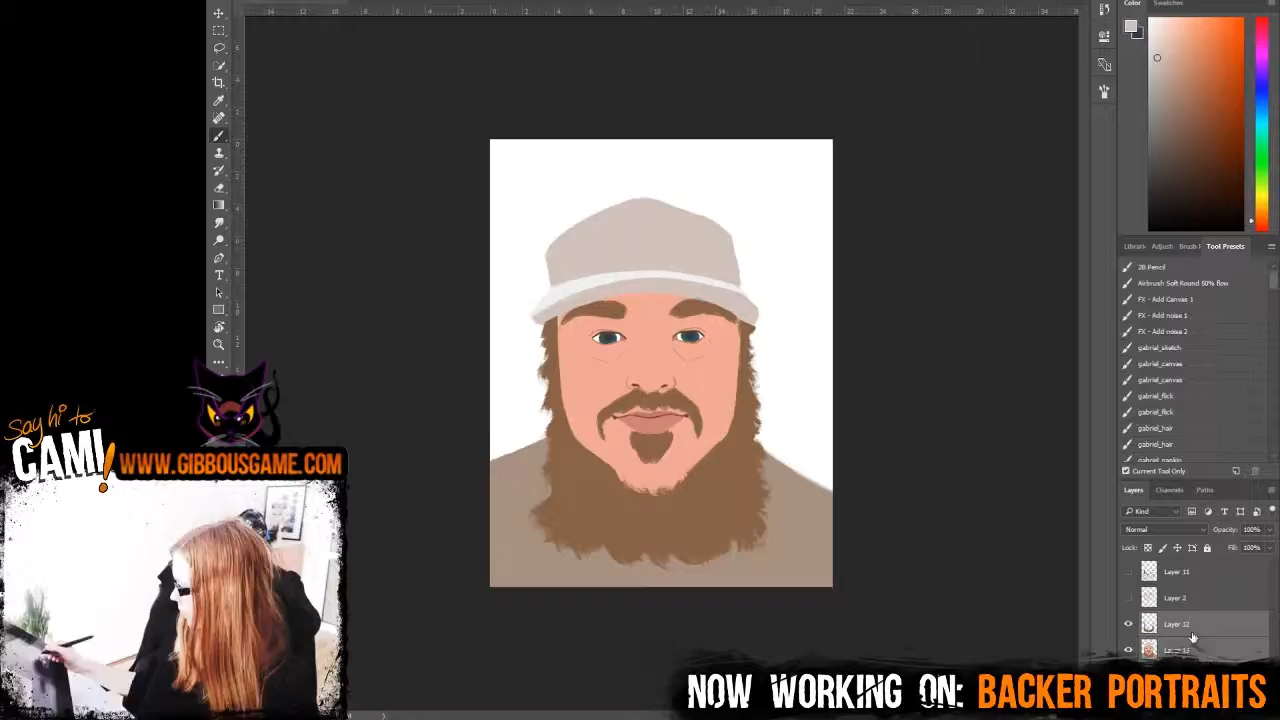 Color Swatches
Adjust Tool Presets
2B Pencil
Airbrush Soft Round 50% flow
FX - Add Canvas 1
FX - Add noise 1
FX - Add noise 2
gabriel_sketch
gabriel_canvas
gabriel_canvas
gabriel_flick
gabriel_flick
gabriel_hair
gabriel_hair
Current Tool Only
Layers Channels Paths
Kind
Normal Opacity: 100%
Lock: Fill: 100%
Layer 11
Layer 2
Layer 12
Layer 13
say hi to
CAMI!
WWW.GIBBOUSGAME.COM
NOW WORKING ON: BACKER PORTRAITS